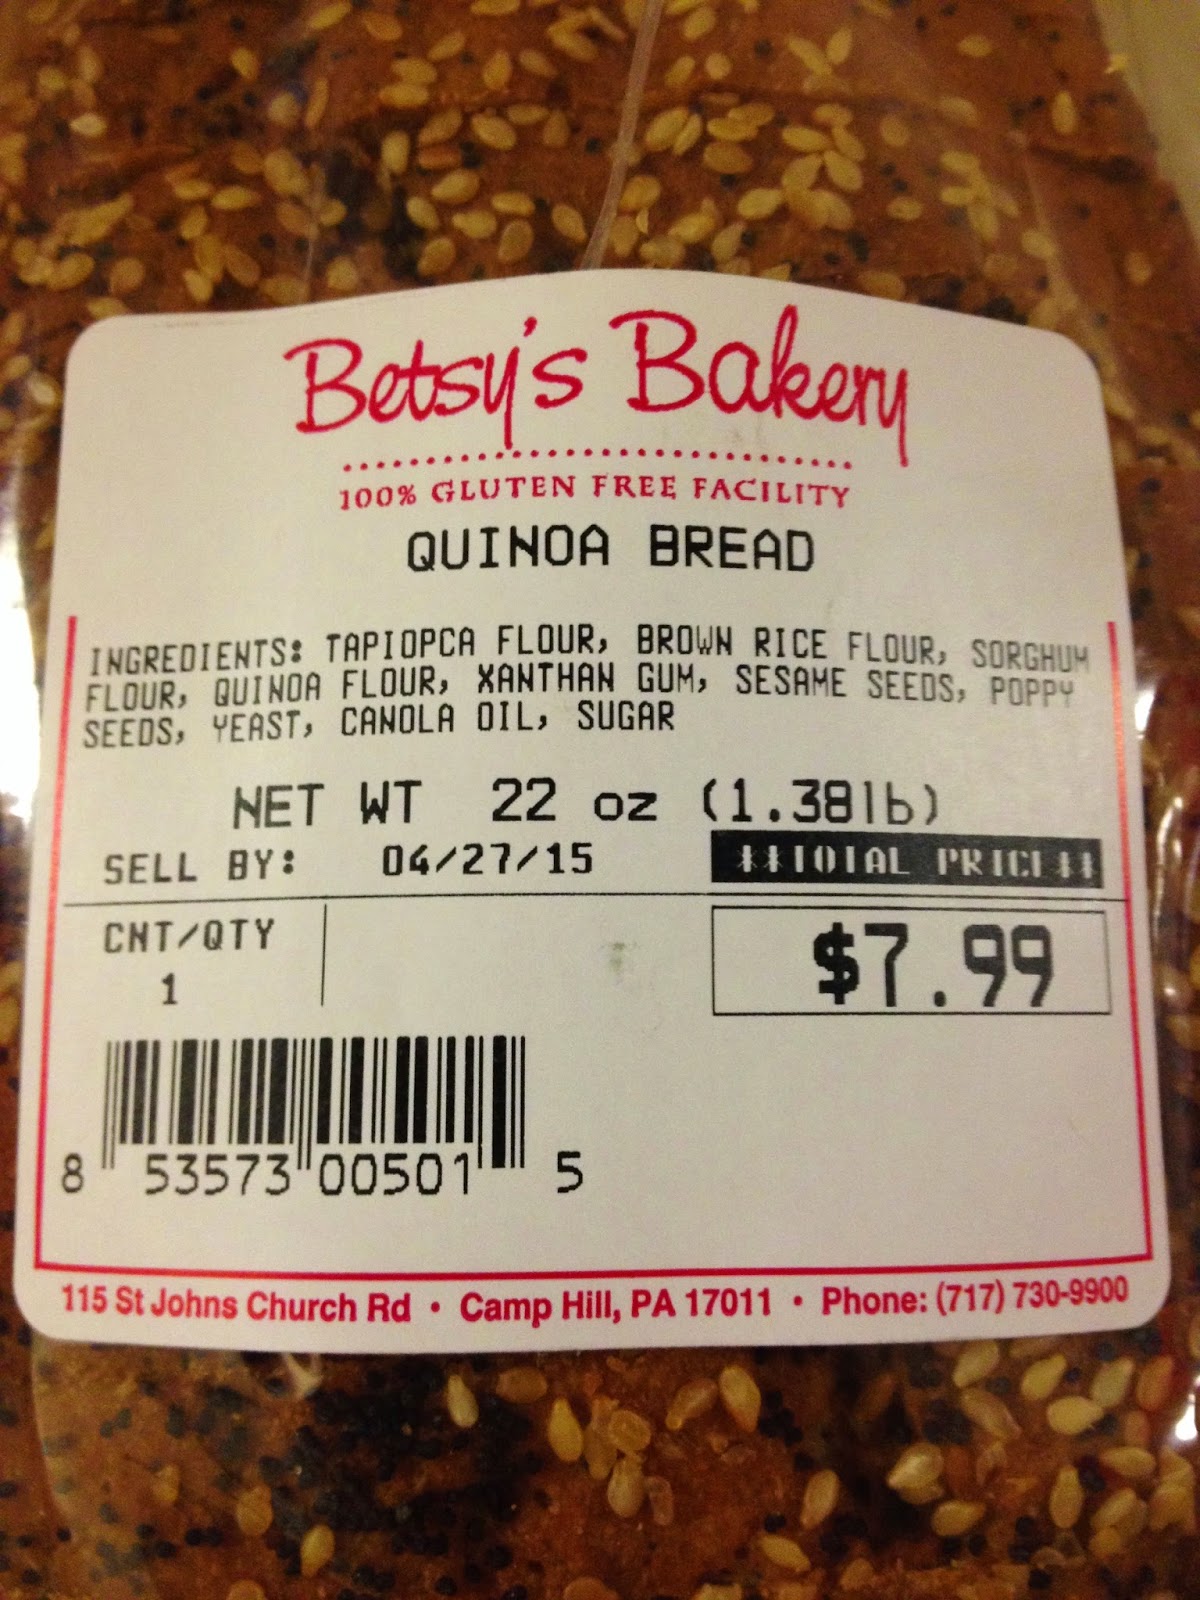 Betsy's Bakery
100% GLUTEN FREE FACILITY
QUINOA BREAD
INGREDIENTS: TAPIOPCA FLOUR, BROWN RICE FLOUR, SORGHUM
FLOUR, QUINOA FLOUR, XANTHAN GUM, SESAME SEEDS, POPPY
SEEDS, YEAST, CANOLA OIL, SUGAR
NET WT 22 oz (1.38lb)
SELL BY: 04/27/15
**TOTAL PRICE**
CNT/QTY
1
$7.99
8 53573 00501 5
115 St Johns Church Rd • Camp Hill, PA 17011 • Phone: (717) 730-9900